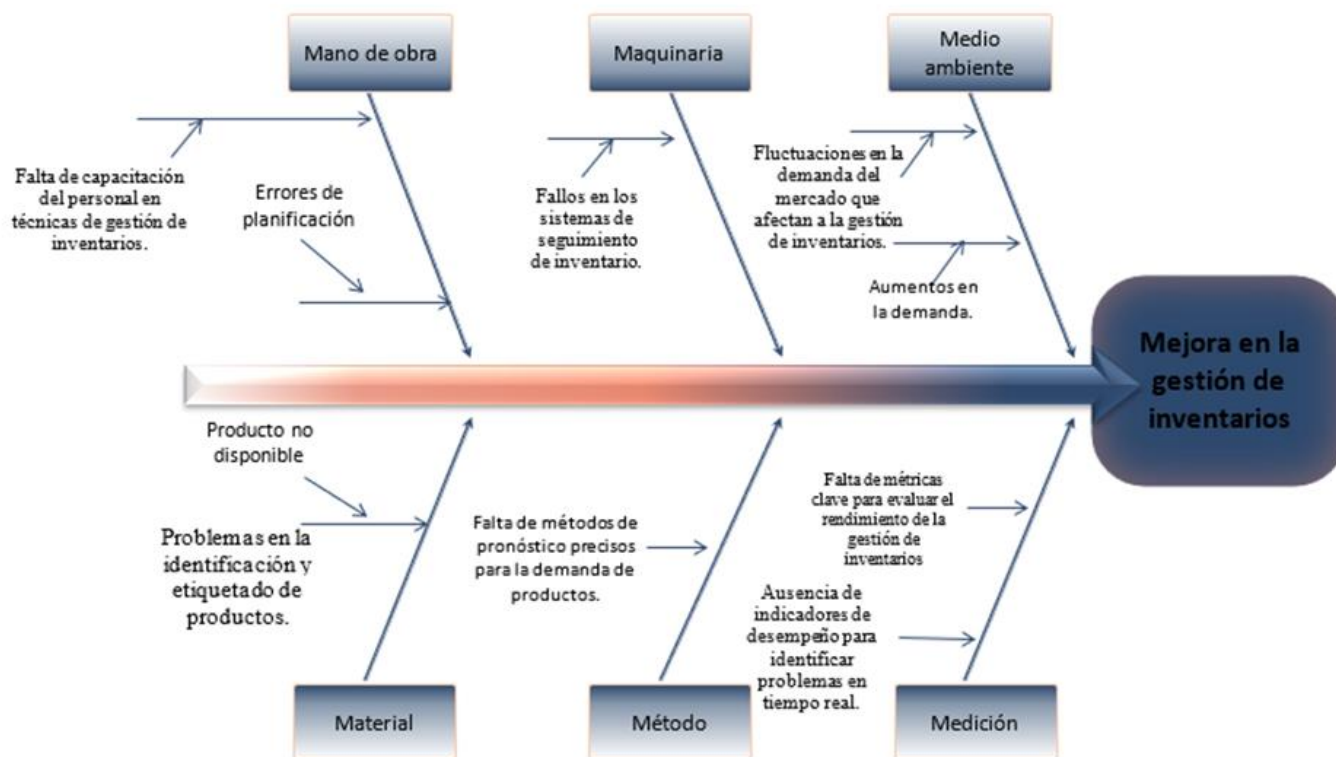 Mano de obra
Maquinaria
Medio
ambiente
Falta de capacitación
del personal en
técnicas de gestión de
inventarios.
Errores de
planificación
Fallos en los
sistemas de
seguimiento
de inventario.
Fluctuaciones en la
demanda del
mercado que
afectan a la gestión
de inventarios.
Aumentos en
la demanda.
Mejora en la
gestión de
inventarios
Producto no
disponible
Problemas en la
identificación y
etiquetado de
productos.
Falta de métodos de
pronóstico precisos
para la demanda de
productos.
Falta de métricas
clave para evaluar el
rendimiento de la
gestión de
inventarios
Ausencia de
indicadores de
desempeño para
identificar
problemas en
tiempo real.
Material
Método
Medición